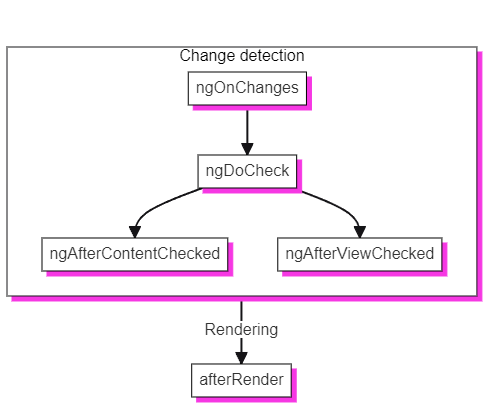 Change detection
ngOnChanges
ngDoCheck
ngAfterContentChecked
ngAfterViewChecked
Rendering
afterRender